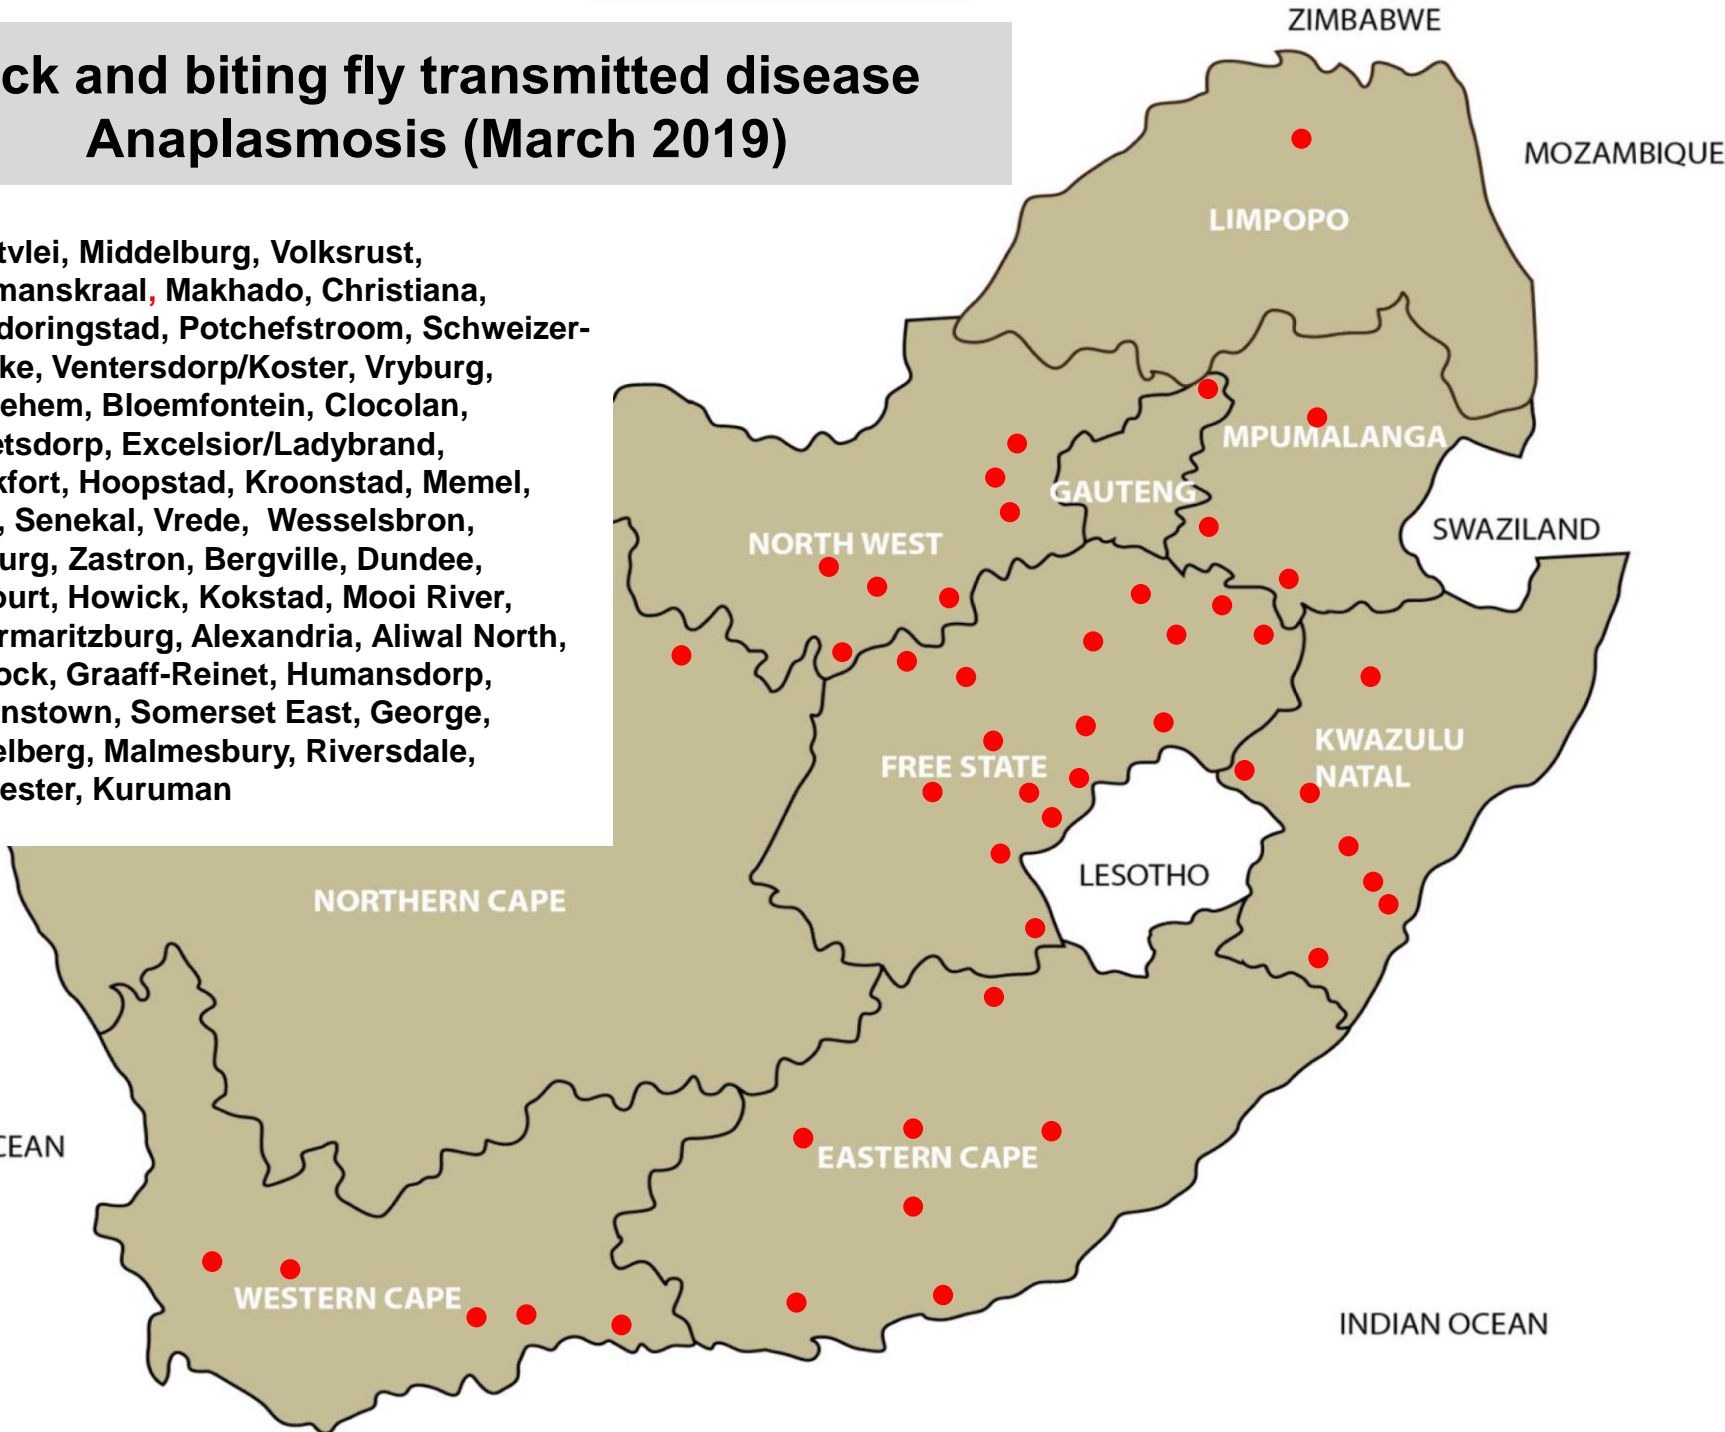 ck and biting fly transmitted disease
Anaplasmosis (March 2019)
tvlei, Middelburg, Volksrust,
manskraal, Makhado, Christiana,
doringstad, Potchefstroom, Schweizer-
ke, Ventersdorp/Koster, Vryburg,
ehem, Bloemfontein, Clocolan,
etsdorp, Excelsior/Ladybrand,
kfort, Hoopstad, Kroonstad, Memel,
, Senekal, Vrede, Wesselsbron,
urg, Zastron, Bergville, Dundee,
ourt, Howick, Kokstad, Mooi River,
rmaritzburg, Alexandria, Aliwal North,
ock, Graaff-Reinet, Humansdorp,
nstown, Somerset East, George,
elberg, Malmesbury, Riversdale,
ester, Kuruman
ZIMBABWE
MOZAMBIQUE
LIMPOPO
MPUMALANGA
GAUTENG
SWAZILAND
NORTH WEST
KWAZULU
NATAL
FREE STATE
LESOTHO
NORTHERN CAPE
CEAN
EASTERN CAPE
WESTERN CAPE
INDIAN OCEAN